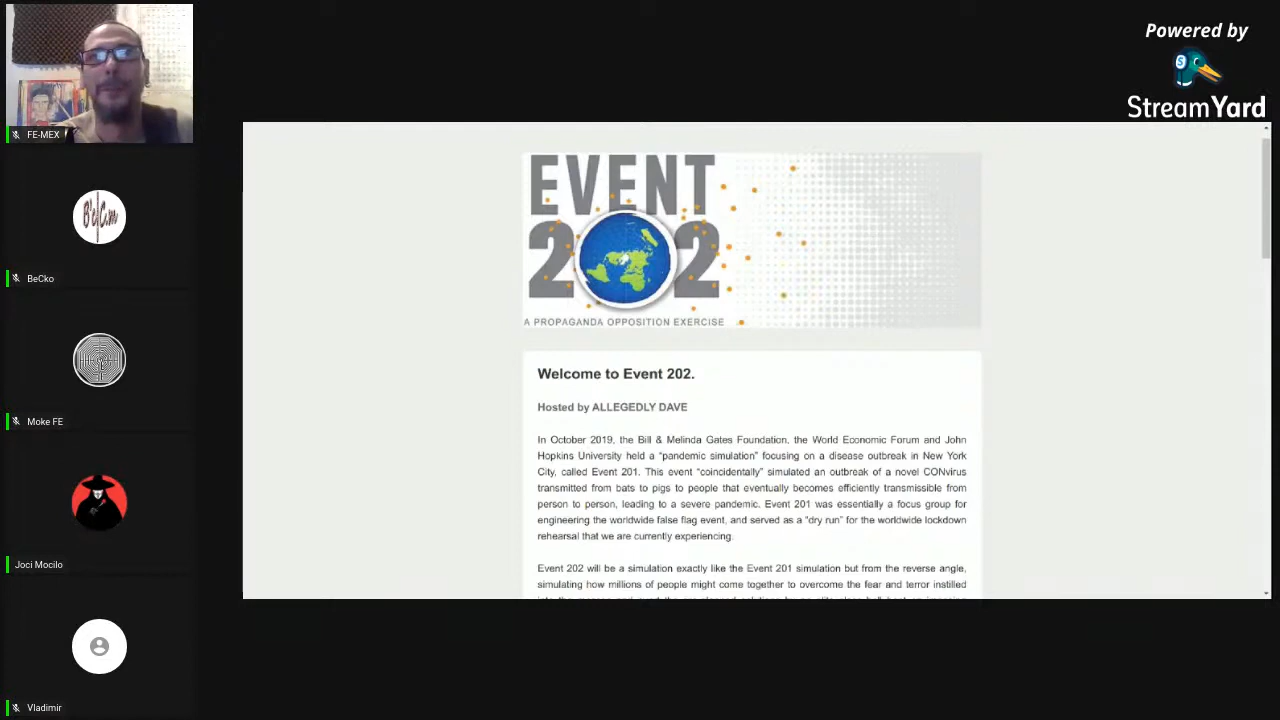 Powered by
StreamYard
FE-MEX
BeCko
Moke FE
Joci Mocilo
Vladimir
EVENT
202
A PROPAGANDA OPPOSITION EXERCISE
Welcome to Event 202.
Hosted by ALLEGEDLY DAVE
In October 2019, the Bill & Melinda Gates Foundation, the World Economic Forum and John
Hopkins University held a “pandemic simulation” focusing on a disease outbreak in New York
City, called Event 201. This event “coincidentally” simulated an outbreak of a novel CONvirus
transmitted from bats to pigs to people that eventually becomes efficiently transmissible from
person to person, leading to a severe pandemic. Event 201 was essentially a focus group for
engineering the worldwide false flag event, and served as a “dry run” for the worldwide lockdown
rehearsal that we are currently experiencing.
Event 202 will be a simulation exactly like the Event 201 simulation but from the reverse angle,
simulating how millions of people might come together to overcome the fear and terror instilled